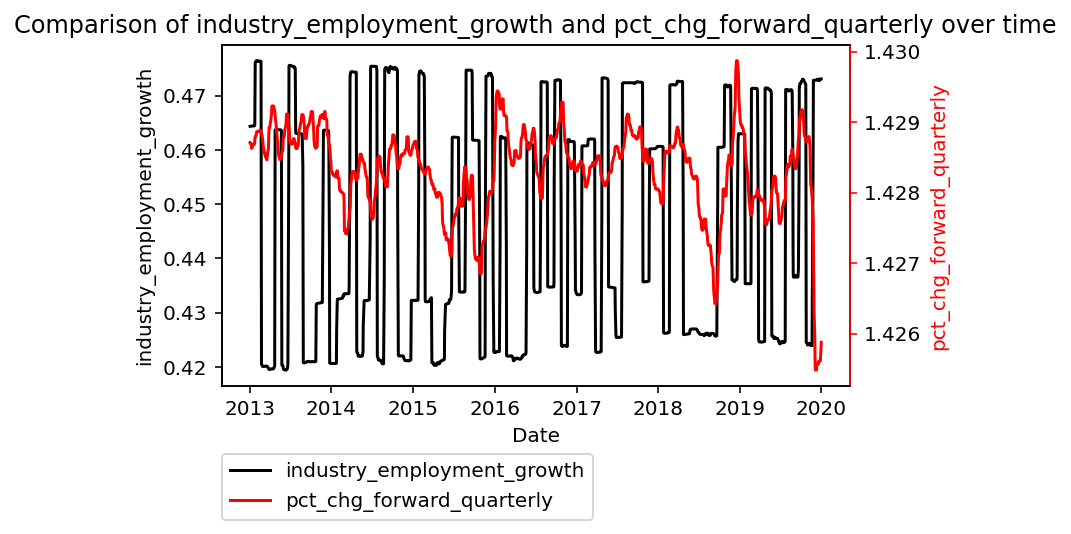 Comparison of industry_employment_growth and pct_chg_forward_quarterly over time
industry_employment_growth
0.47
0.46
0.45
0.44
0.43
0.42
1.430
1.429
1.428
1.427
1.426
pct_chg_forward_quarterly
2013 2014 2015 2016 2017 2018 2019 2020
Date
industry_employment_growth
pct_chg_forward_quarterly